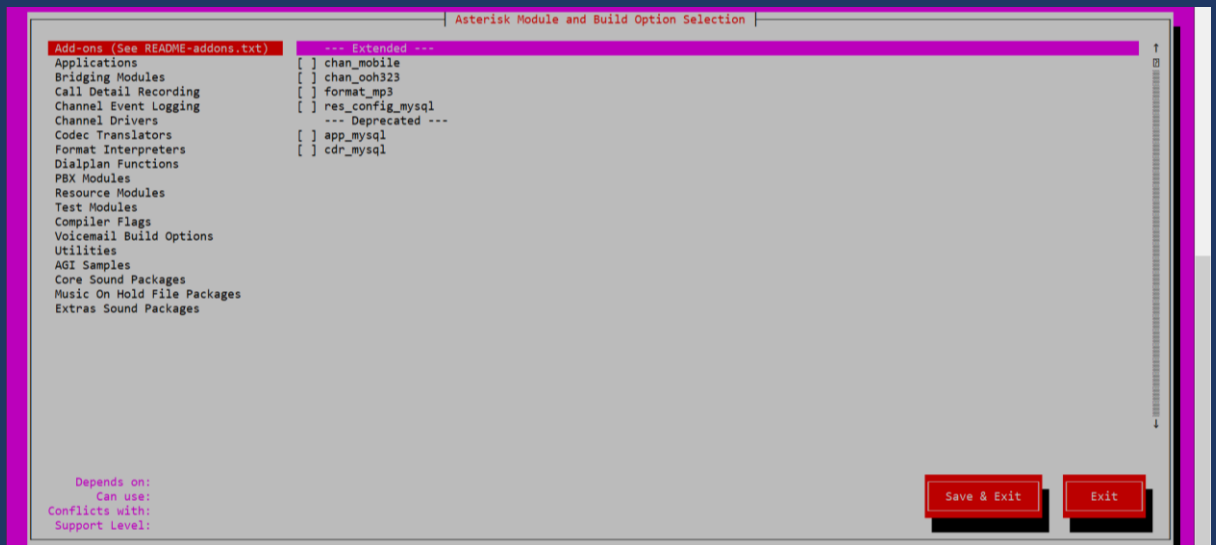 Asterisk Module and Build Option Selection
Add-ons (See README-addons.txt)
Applications
Bridging Modules
Call Detail Recording
Channel Event Logging
Channel Drivers
Codec Translators
Format Interpreters
Dialplan Functions
PBX Modules
Resource Modules
Test Modules
Compiler Flags
Voicemail Build Options
Utilities
AGI Samples
Core Sound Packages
Music On Hold File Packages
Extras Sound Packages
--- Extended ---
[ ] chan_mobile
[ ] chan_ooh323
[ ] format_mp3
[ ] res_config_mysql
--- Deprecated ---
[ ] app_mysql
[ ] cdr_mysql
Depends on:
Can use:
Conflicts with:
Support Level:
Save & Exit
Exit